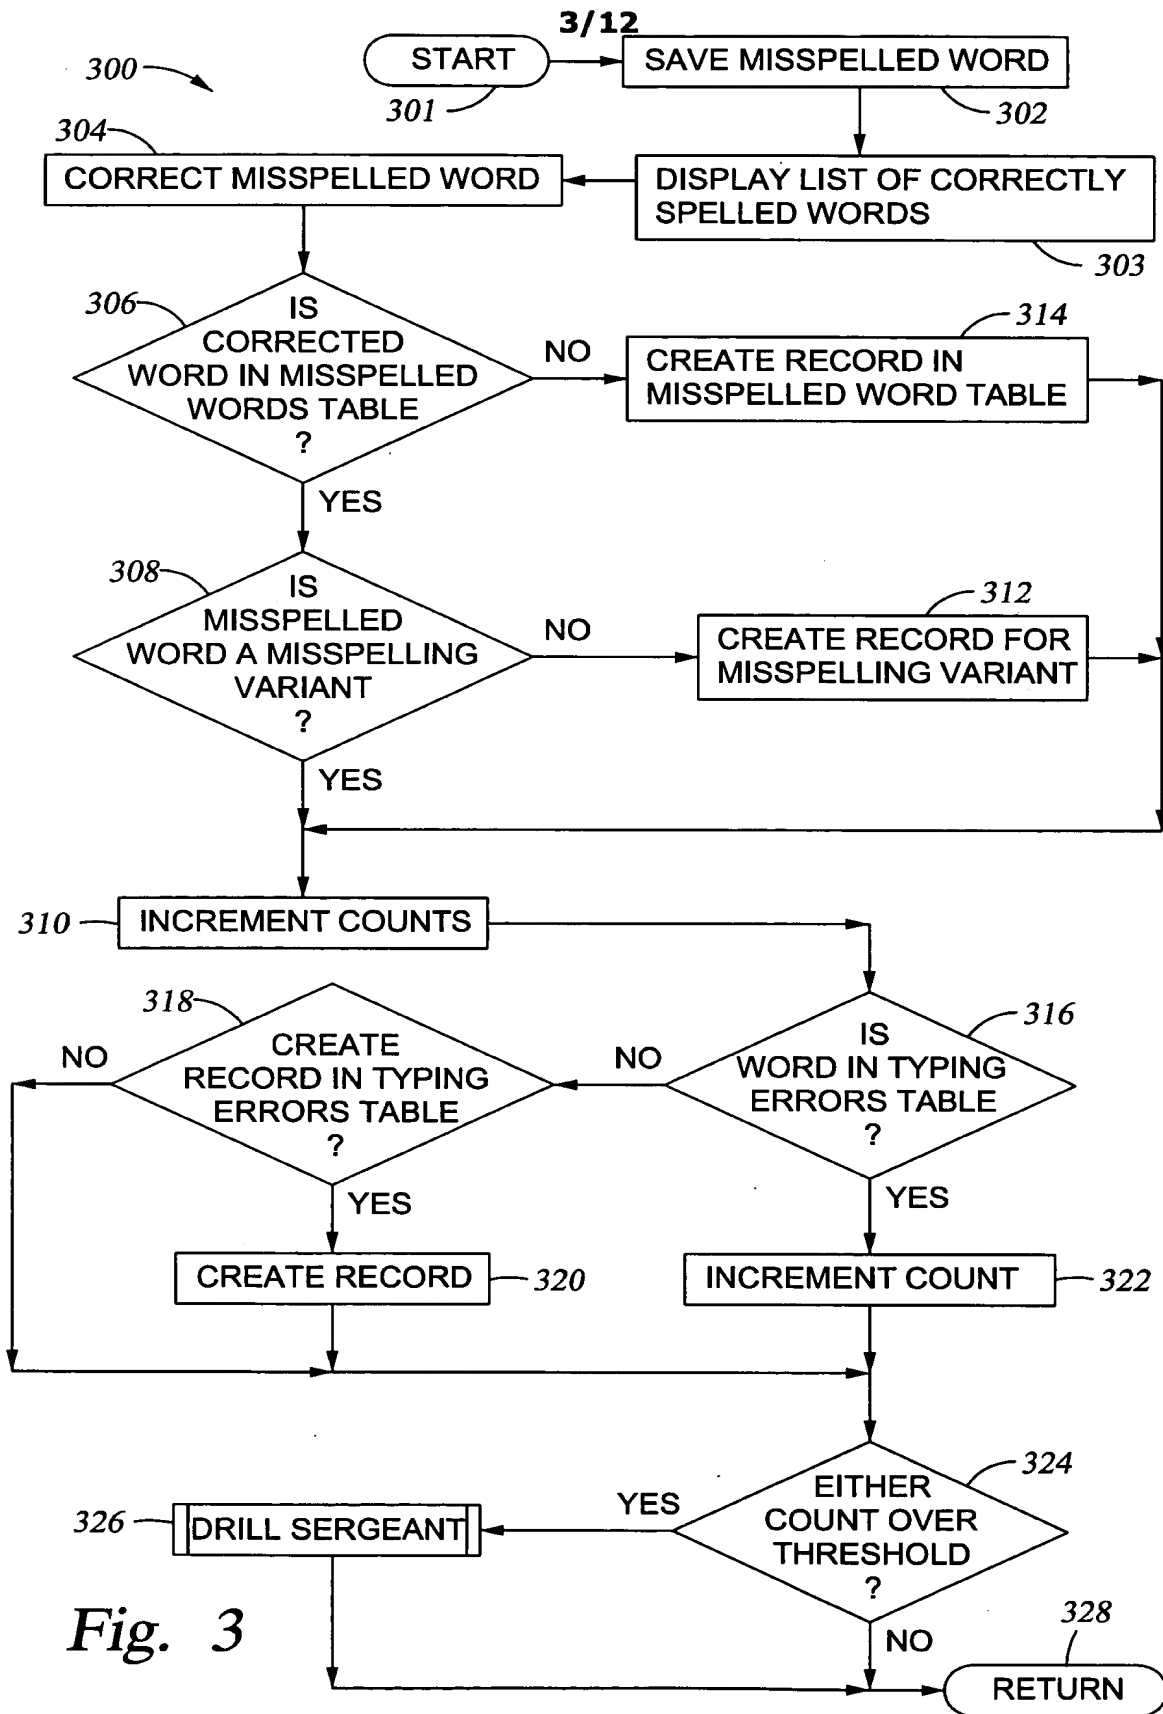 3/12
300
START
301
SAVE MISSPELLED WORD
302
304
CORRECT MISSPELLED WORD
DISPLAY LIST OF CORRECTLY
SPELLED WORDS
303
306
IS
CORRECTED
WORD IN MISSPELLED
WORDS TABLE
?
NO
314
CREATE RECORD IN
MISSPELLED WORD TABLE
YES
308
IS
MISSPELLED
WORD A MISSPELLING
VARIANT
?
NO
312
CREATE RECORD FOR
MISSPELLING VARIANT
YES
310
INCREMENT COUNTS
318
CREATE
RECORD IN TYPING
ERRORS TABLE
?
NO
NO
316
IS
WORD IN TYPING
ERRORS TABLE
?
YES
YES
CREATE RECORD
320
INCREMENT COUNT
322
324
EITHER
COUNT OVER
THRESHOLD
?
YES
326
DRILL SERGEANT
NO
328
RETURN
Fig. 3